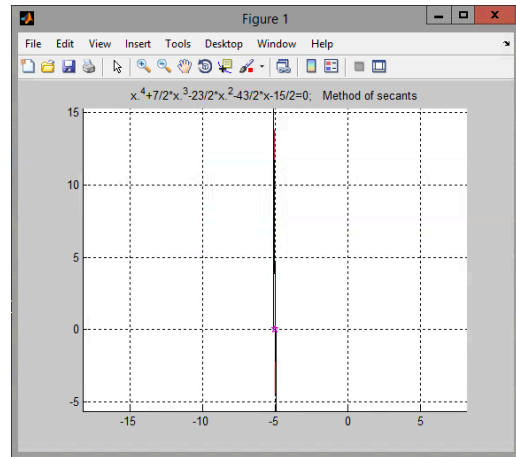 Figure 1
File Edit View Insert Tools Desktop Window Help
x.^4+7/2*x.^3-23/2*x.^2-43/2*x-15/2=0; Method of secants
15
10
5
0
-5
-15 -10 -5 0 5